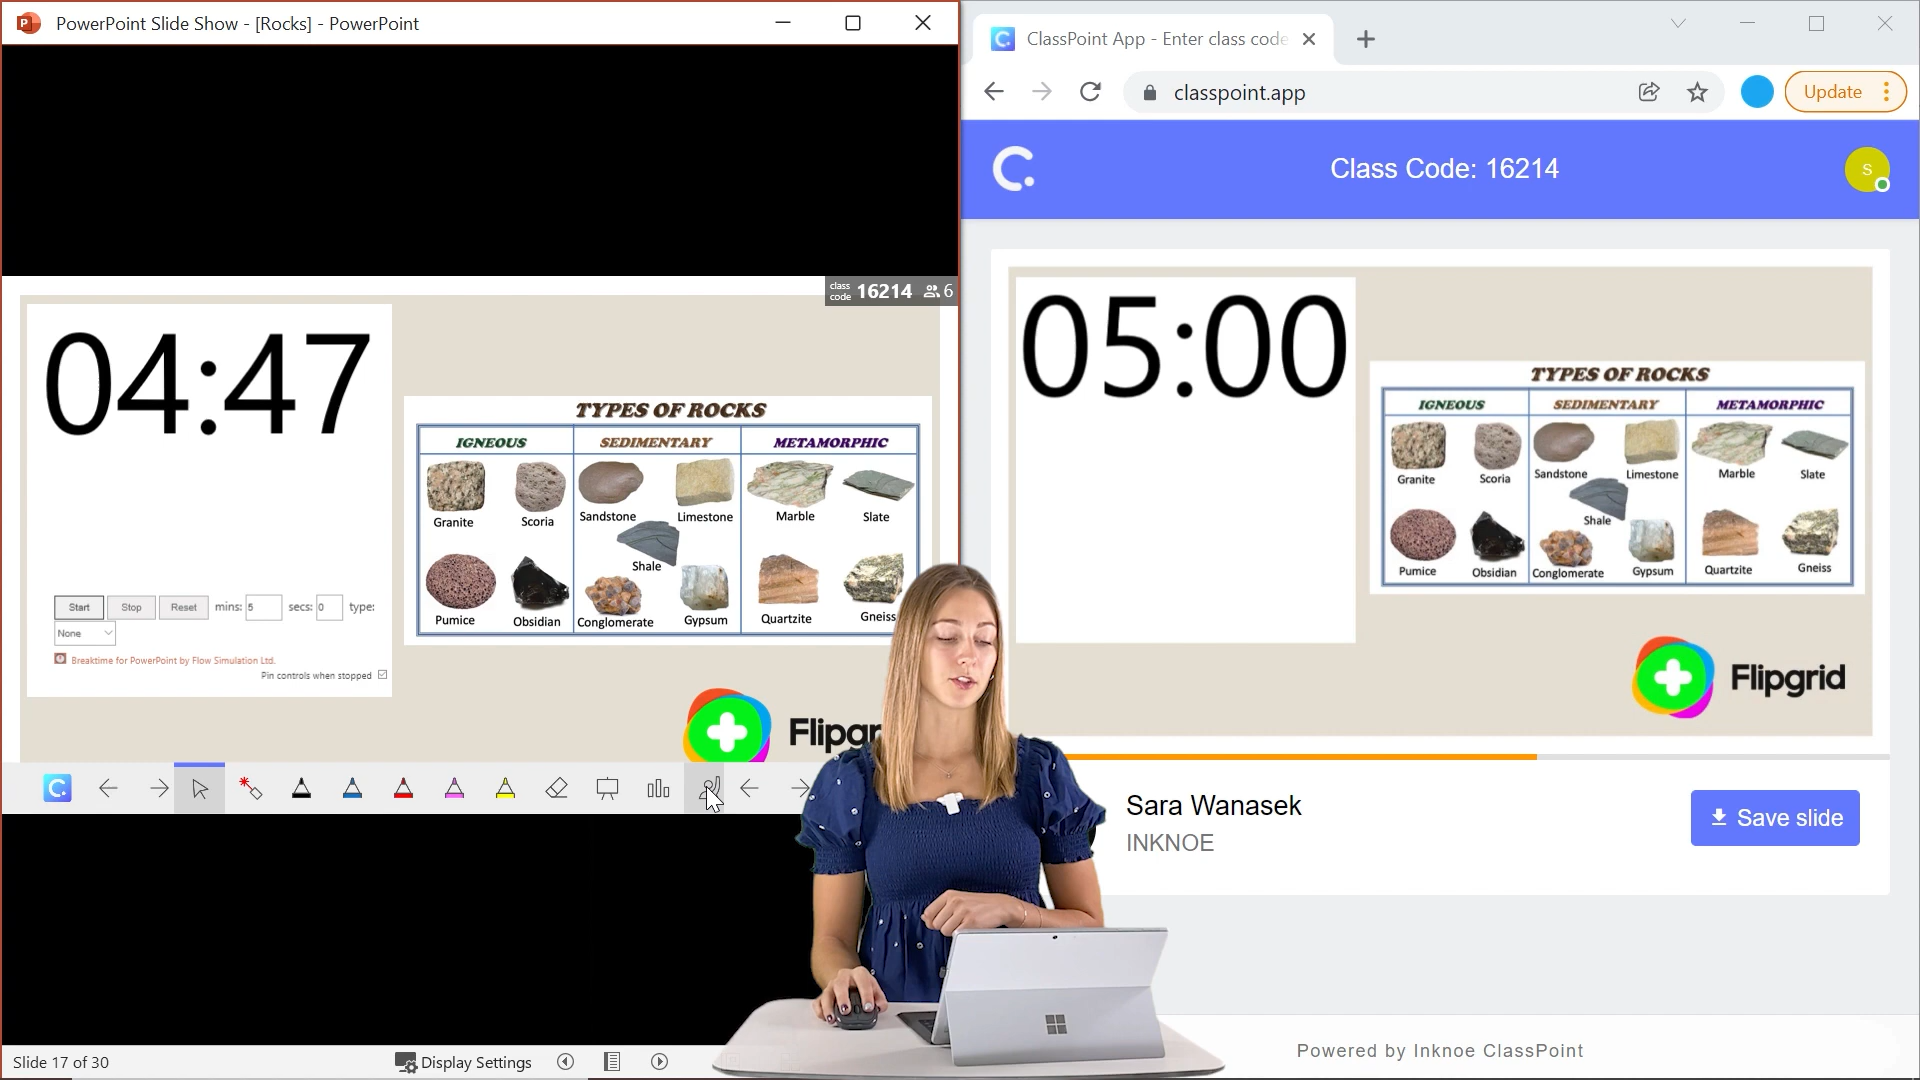 PowerPoint Slide Show - [Rocks] - PowerPoint
class code 16214 6
04:47
TYPES OF ROCKS
IGNEOUS SEDIMENTARY METAMORPHIC
Granite Scoria Sandstone Limestone Marble Slate
Shale
Pumice Obsidian Conglomerate Gypsum Quartzite Gneiss
Start Stop Reset mins: 5 secs: 0 type:
None
Breaktime for PowerPoint by Flow Simulation Ltd.
Pin controls when stopped
Flipgr
Slide 17 of 30
Display Settings
ClassPoint App - Enter class code
classpoint.app
Update
Class Code: 16214
S
05:00
TYPES OF ROCKS
IGNEOUS SEDIMENTARY METAMORPHIC
Granite Scoria Sandstone Limestone Marble Slate
Shale
Pumice Obsidian Conglomerate Gypsum Quartzite Gneiss
Flipgrid
Sara Wanasek
INKNOE
Save slide
Powered by Inknoe ClassPoint